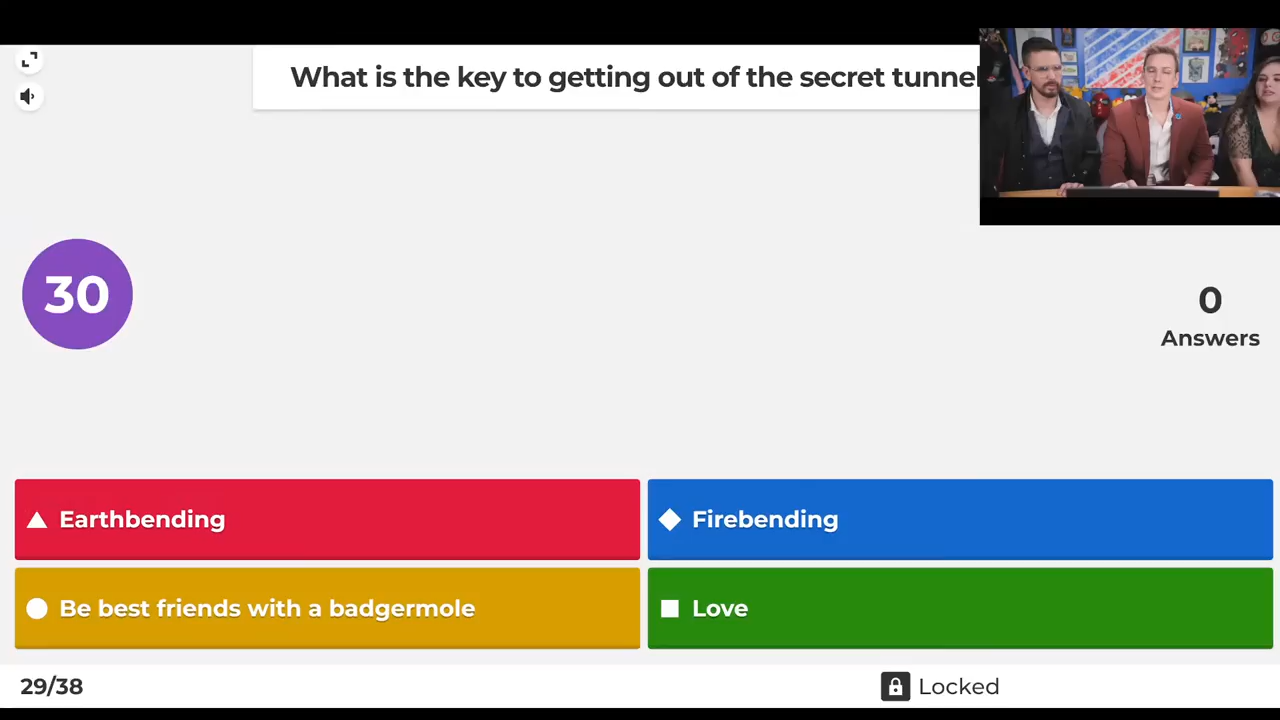 What is the key to getting out of the secret tunnel
30
0
Answers
Earthbending
Firebending
Be best friends with a badgermole
Love
29/38
Locked